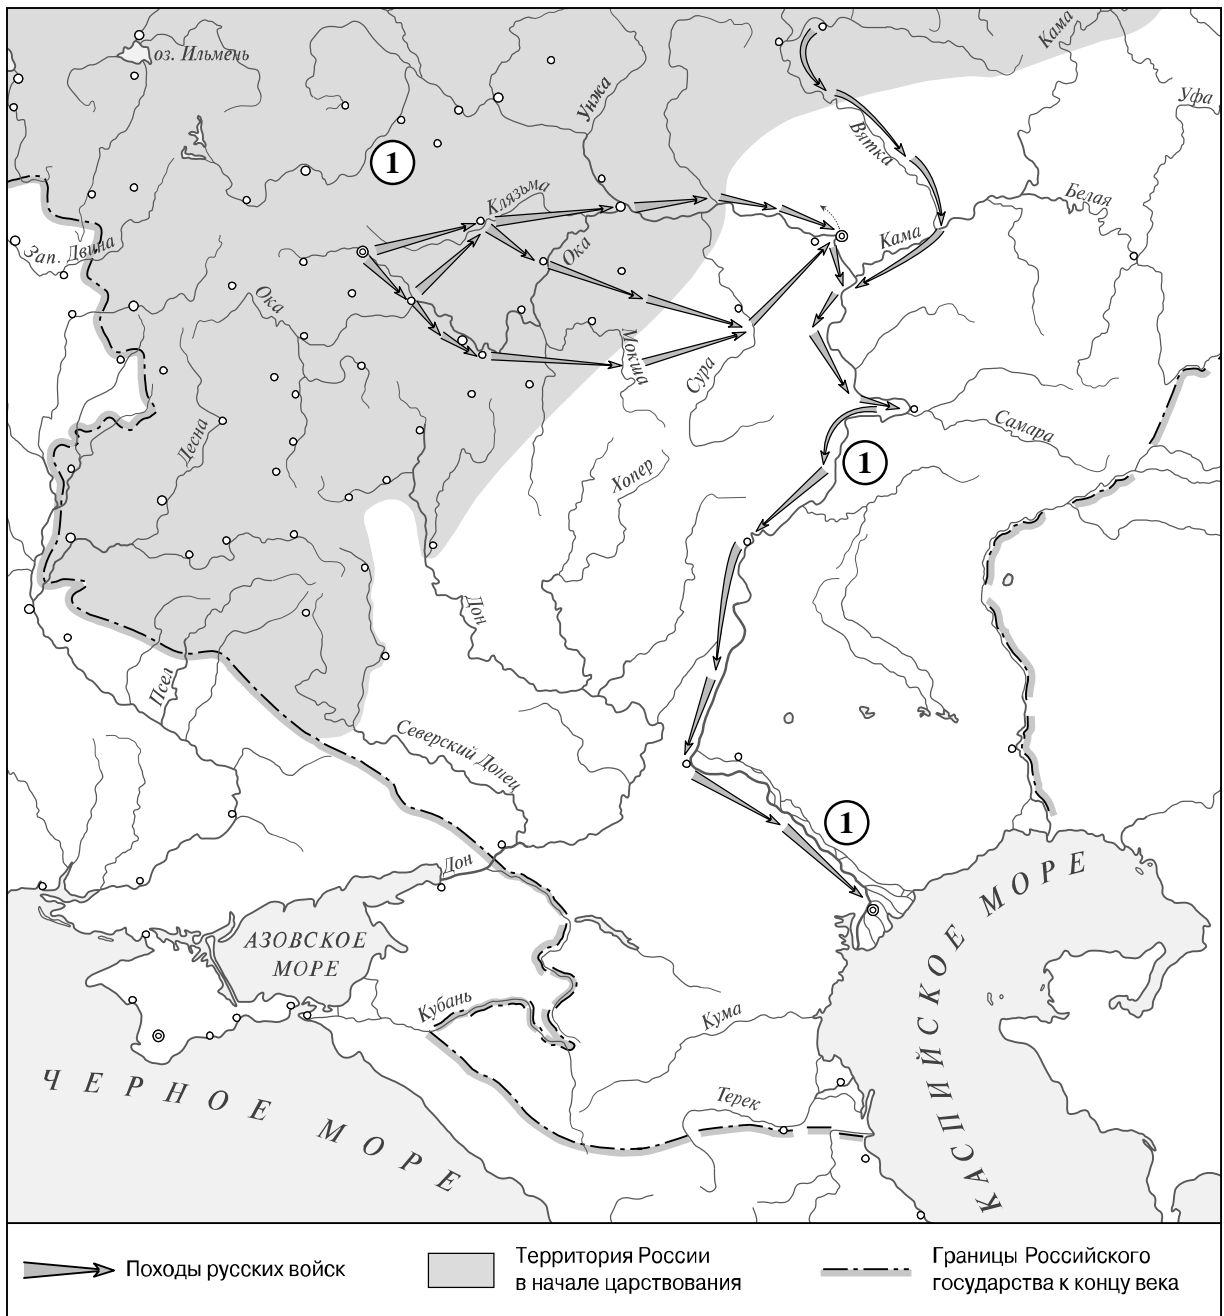 оз. Ильмень
Кама
Унжа
Уфа
1
Вятка
Клязьма
Белая
Зап. Двина
Ока
Кама
Ока
Мокша
Сура
Самара
Десна
Хопер
1
Дон
Псел
Северский Донец
1
Дон
КАСПИЙСКОЕ МОРЕ
АЗОВСКОЕ
МОРЕ
Кубань
Кума
ЧЕРНОЕ МОРЕ
Терек
Походы русских войск
Территория России
в начале царствования
Границы Российского
государства к концу века